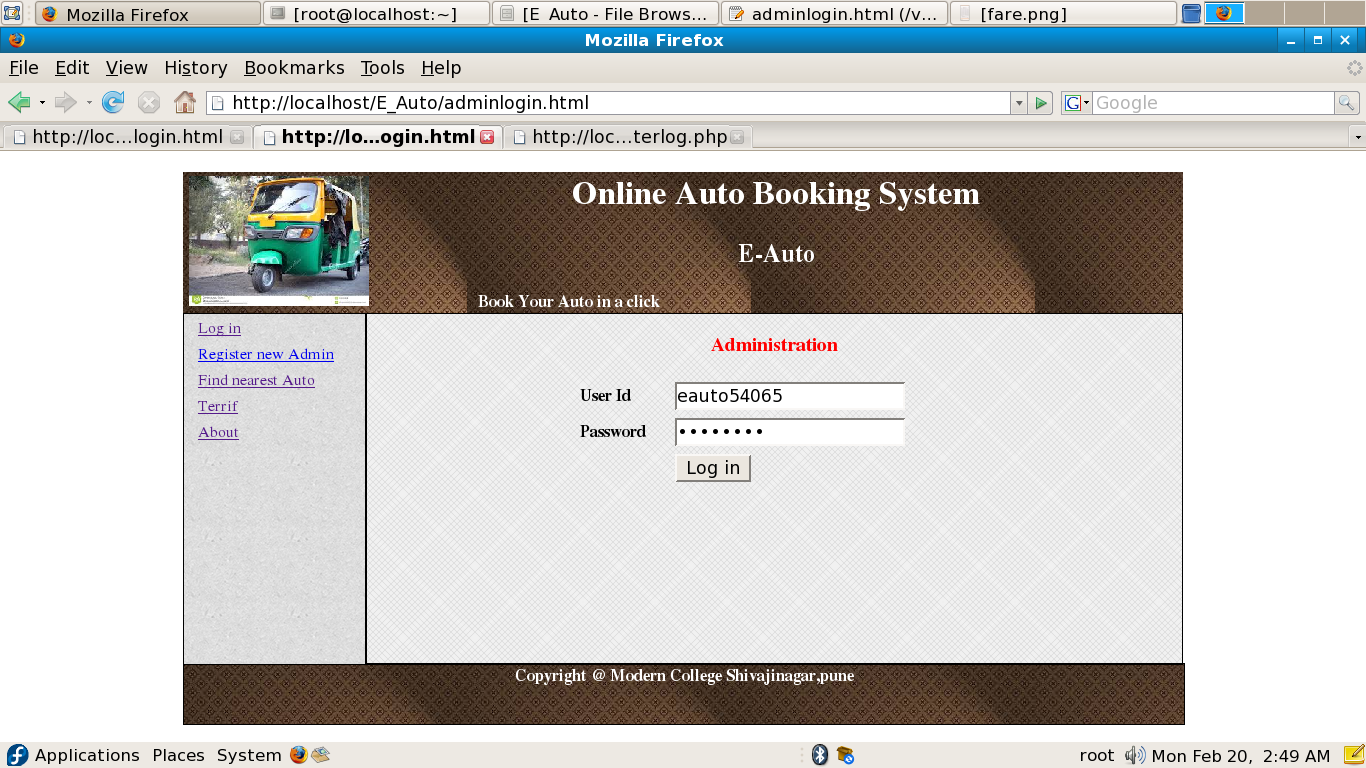 Mozilla Firefox
[root@localhost:~]
[E_Auto - File Brows...
adminlogin.html (/v...
[fare.png]
Mozilla Firefox
File Edit View History Bookmarks Tools Help
http://localhost/E_Auto/adminlogin.html
G
Google
http://loc...login.html
http://lo...ogin.html
http://loc...terlog.php
Online Auto Booking System
E-Auto
Book Your Auto in a click
Log in
Register new Admin
Find nearest Auto
Terrif
About
Administration
User Id
eauto54065
Password
••••••••
Log in
Copyright @ Modern College Shivajinagar,pune
Applications Places System
root
Mon Feb 20, 2:49 AM